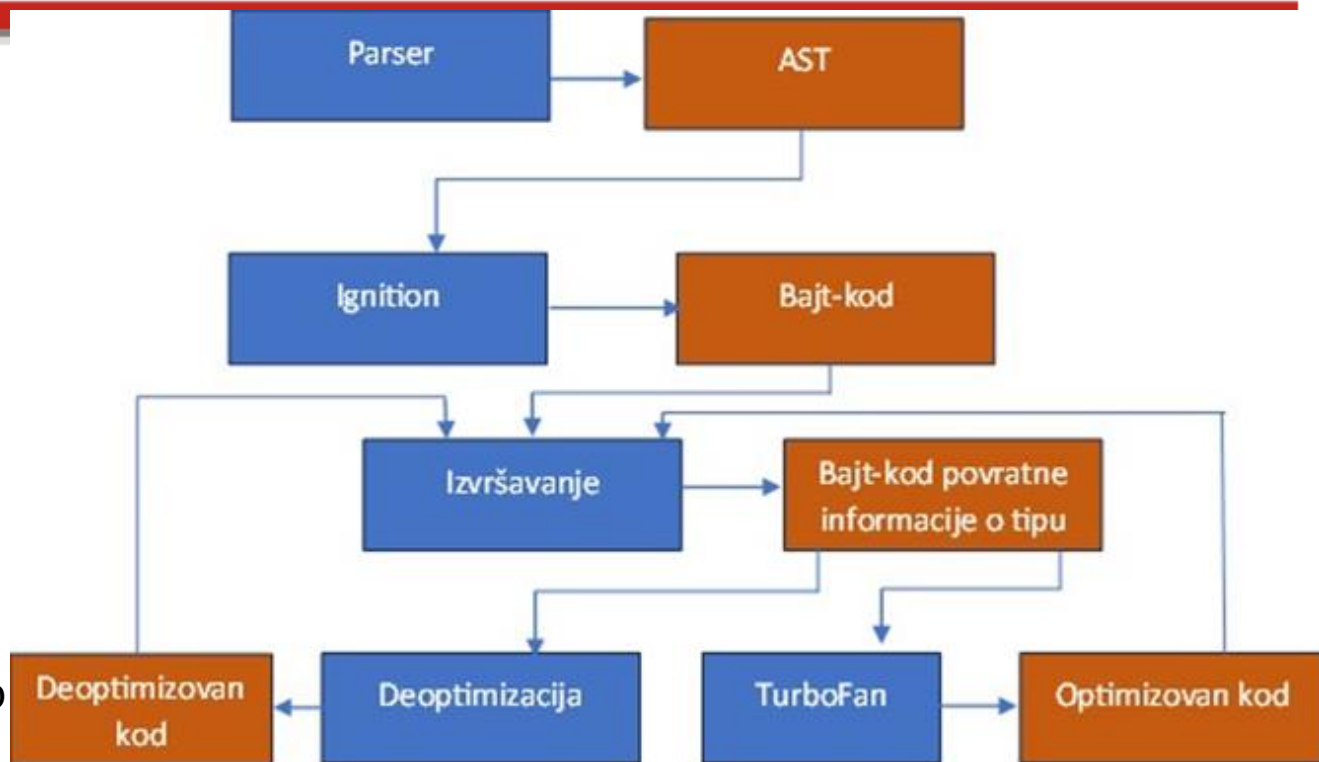 Parser
AST
Ignition
Bajt-kod
Izvršavanje
Bajt-kod povratne
informacije o tipu
Deoptimizovan
kod
Deoptimizacija
TurboFan
Optimizovan kod